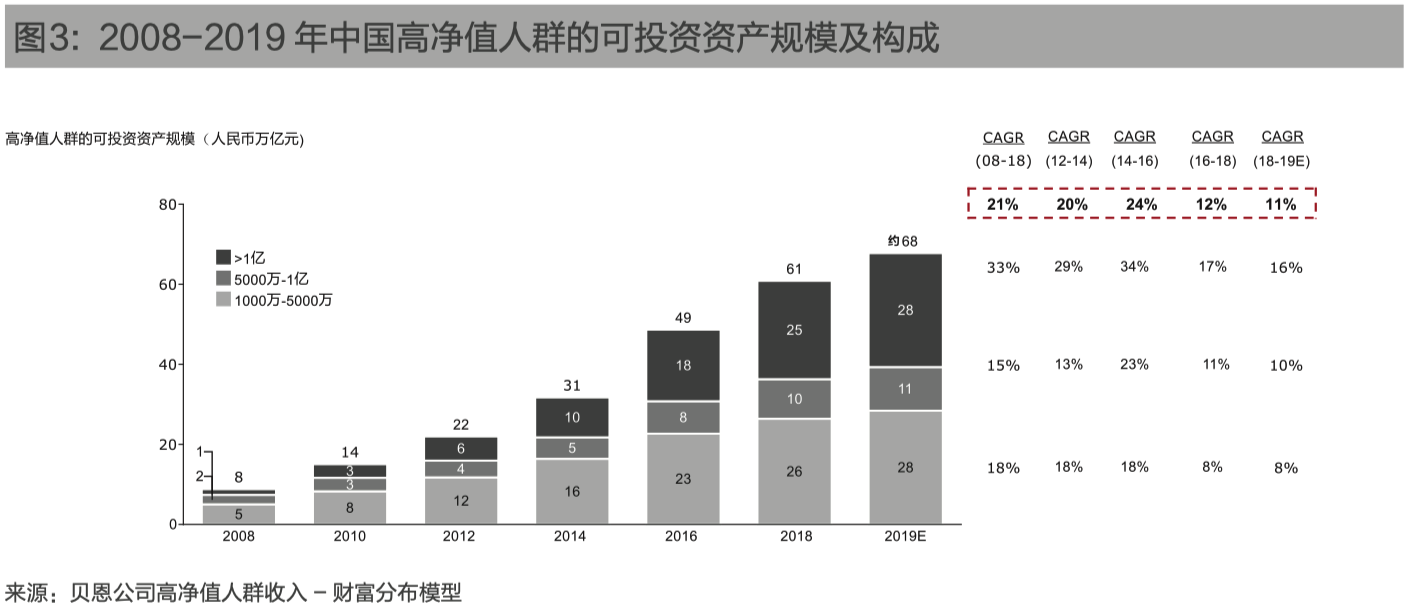 图3：2008-2019 年中国高净值人群的可投资资产规模及构成
高净值人群的可投资资产规模（人民币万亿元)
CAGR CAGR CAGR CAGR CAGR
(08-18) (12-14) (14-16) (16-18) (18-19E)
80 21% 20% 24% 12% 11%
约68
>1亿 33% 29% 34% 17% 16%
5000万-1亿 61
60
1000万-5000万
28
49 25
18
40 15% 13% 23% 11% 10%
31 11
10
10 8
22
20 6 5
14 4 18% 18% 18% 8% 8%
1 3
2 8 3
5 8 12 16 23 26 28
0
2008 2010 2012 2014 2016 2018 2019E
来源：贝恩公司高净值人群收入 – 财富分布模型